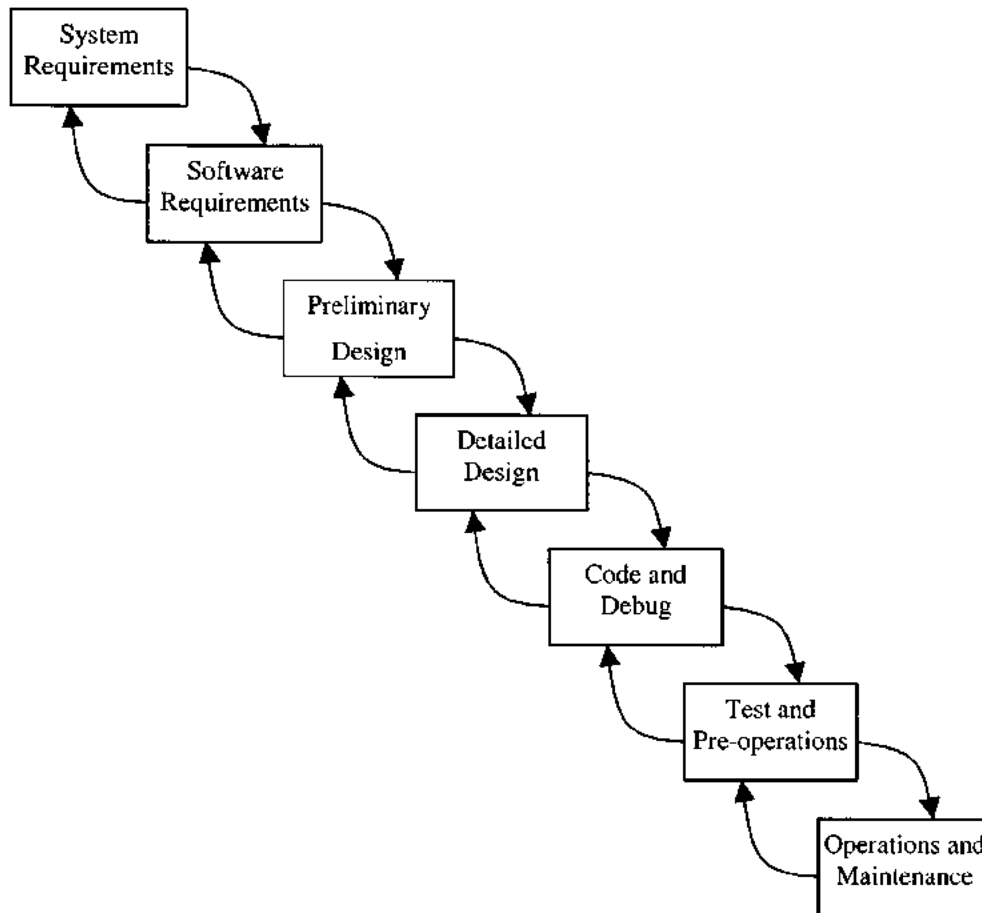 System
Requirements
Software
Requirements
Preliminary
Design
Detailed
Design
Code and
Debug
Test and
Pre-operations
Operations and
Maintenance